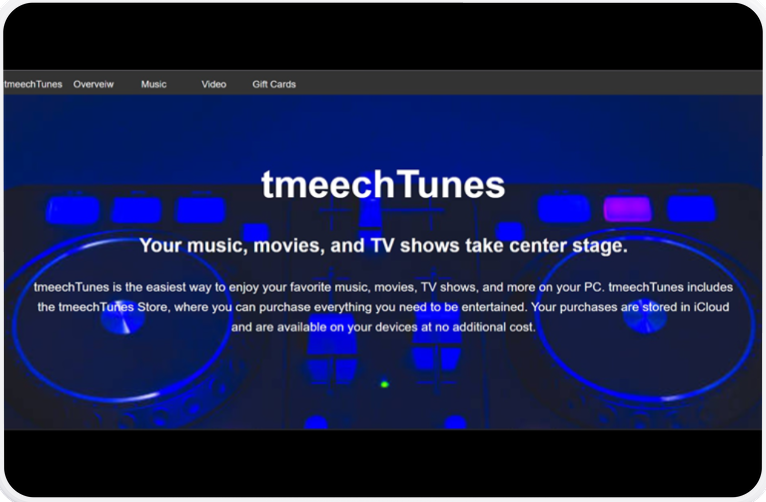 tmeechTunes Overveiw Music Video Gift Cards
tmeechTunes
Your music, movies, and TV shows take center stage.
tmeechTunes is the easiest way to enjoy your favorite music, movies, TV shows, and more on your PC. tmeechTunes includes
the tmeechTunes Store, where you can purchase everything you need to be entertained. Your purchases are stored in iCloud
and are available on your devices at no additional cost.